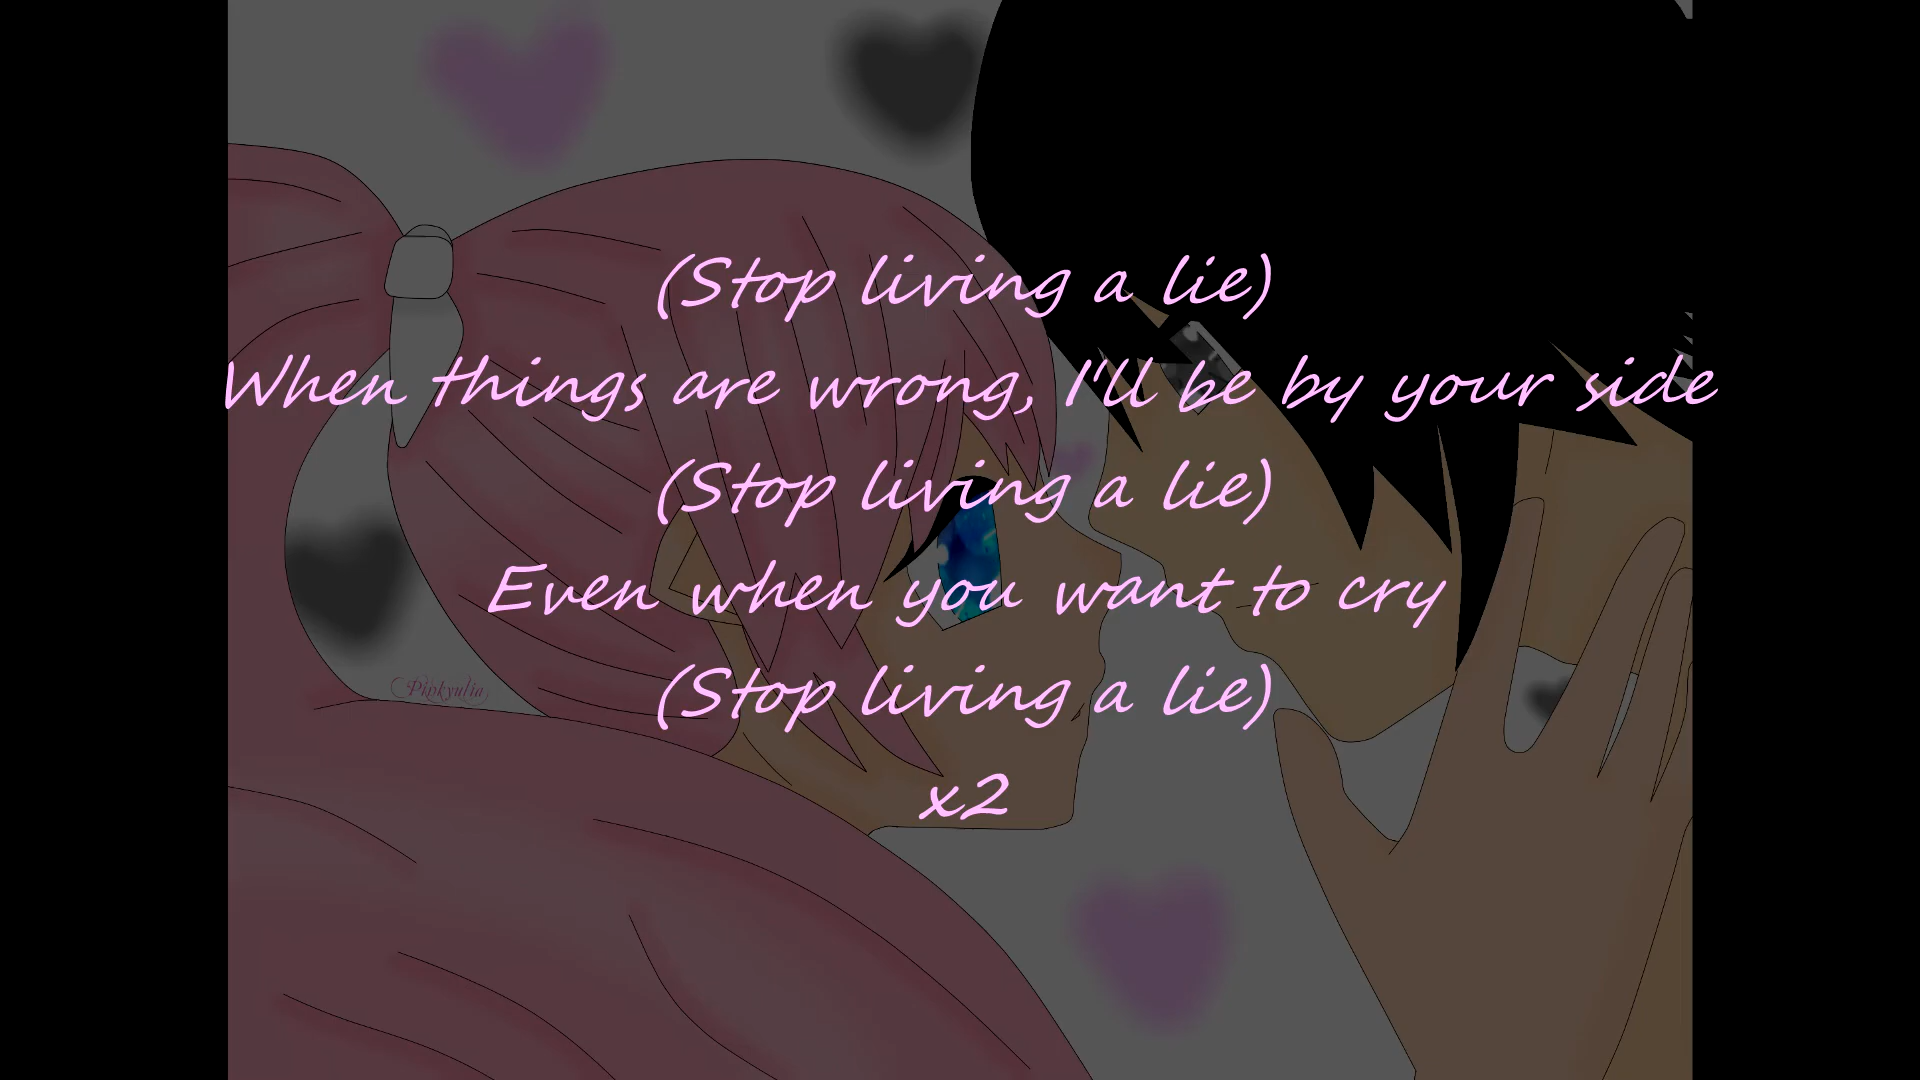 (Stop living a lie)
When things are wrong, I'll be by your side
(Stop living a lie)
Even when you want to cry
(Stop living a lie)
x2
Pinkyulia